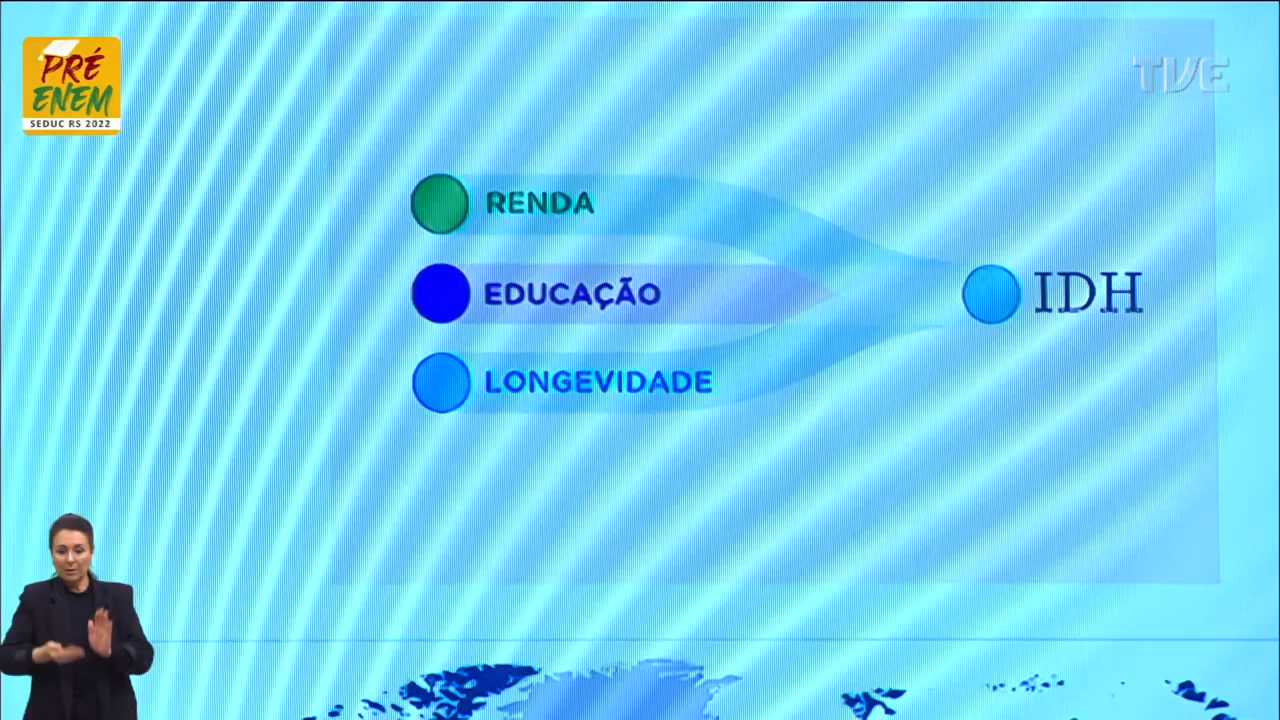 PRÉ
ENEM
SEDUC RS 2022
TVE
RENDA
EDUCAÇÃO
LONGEVIDADE
IDH